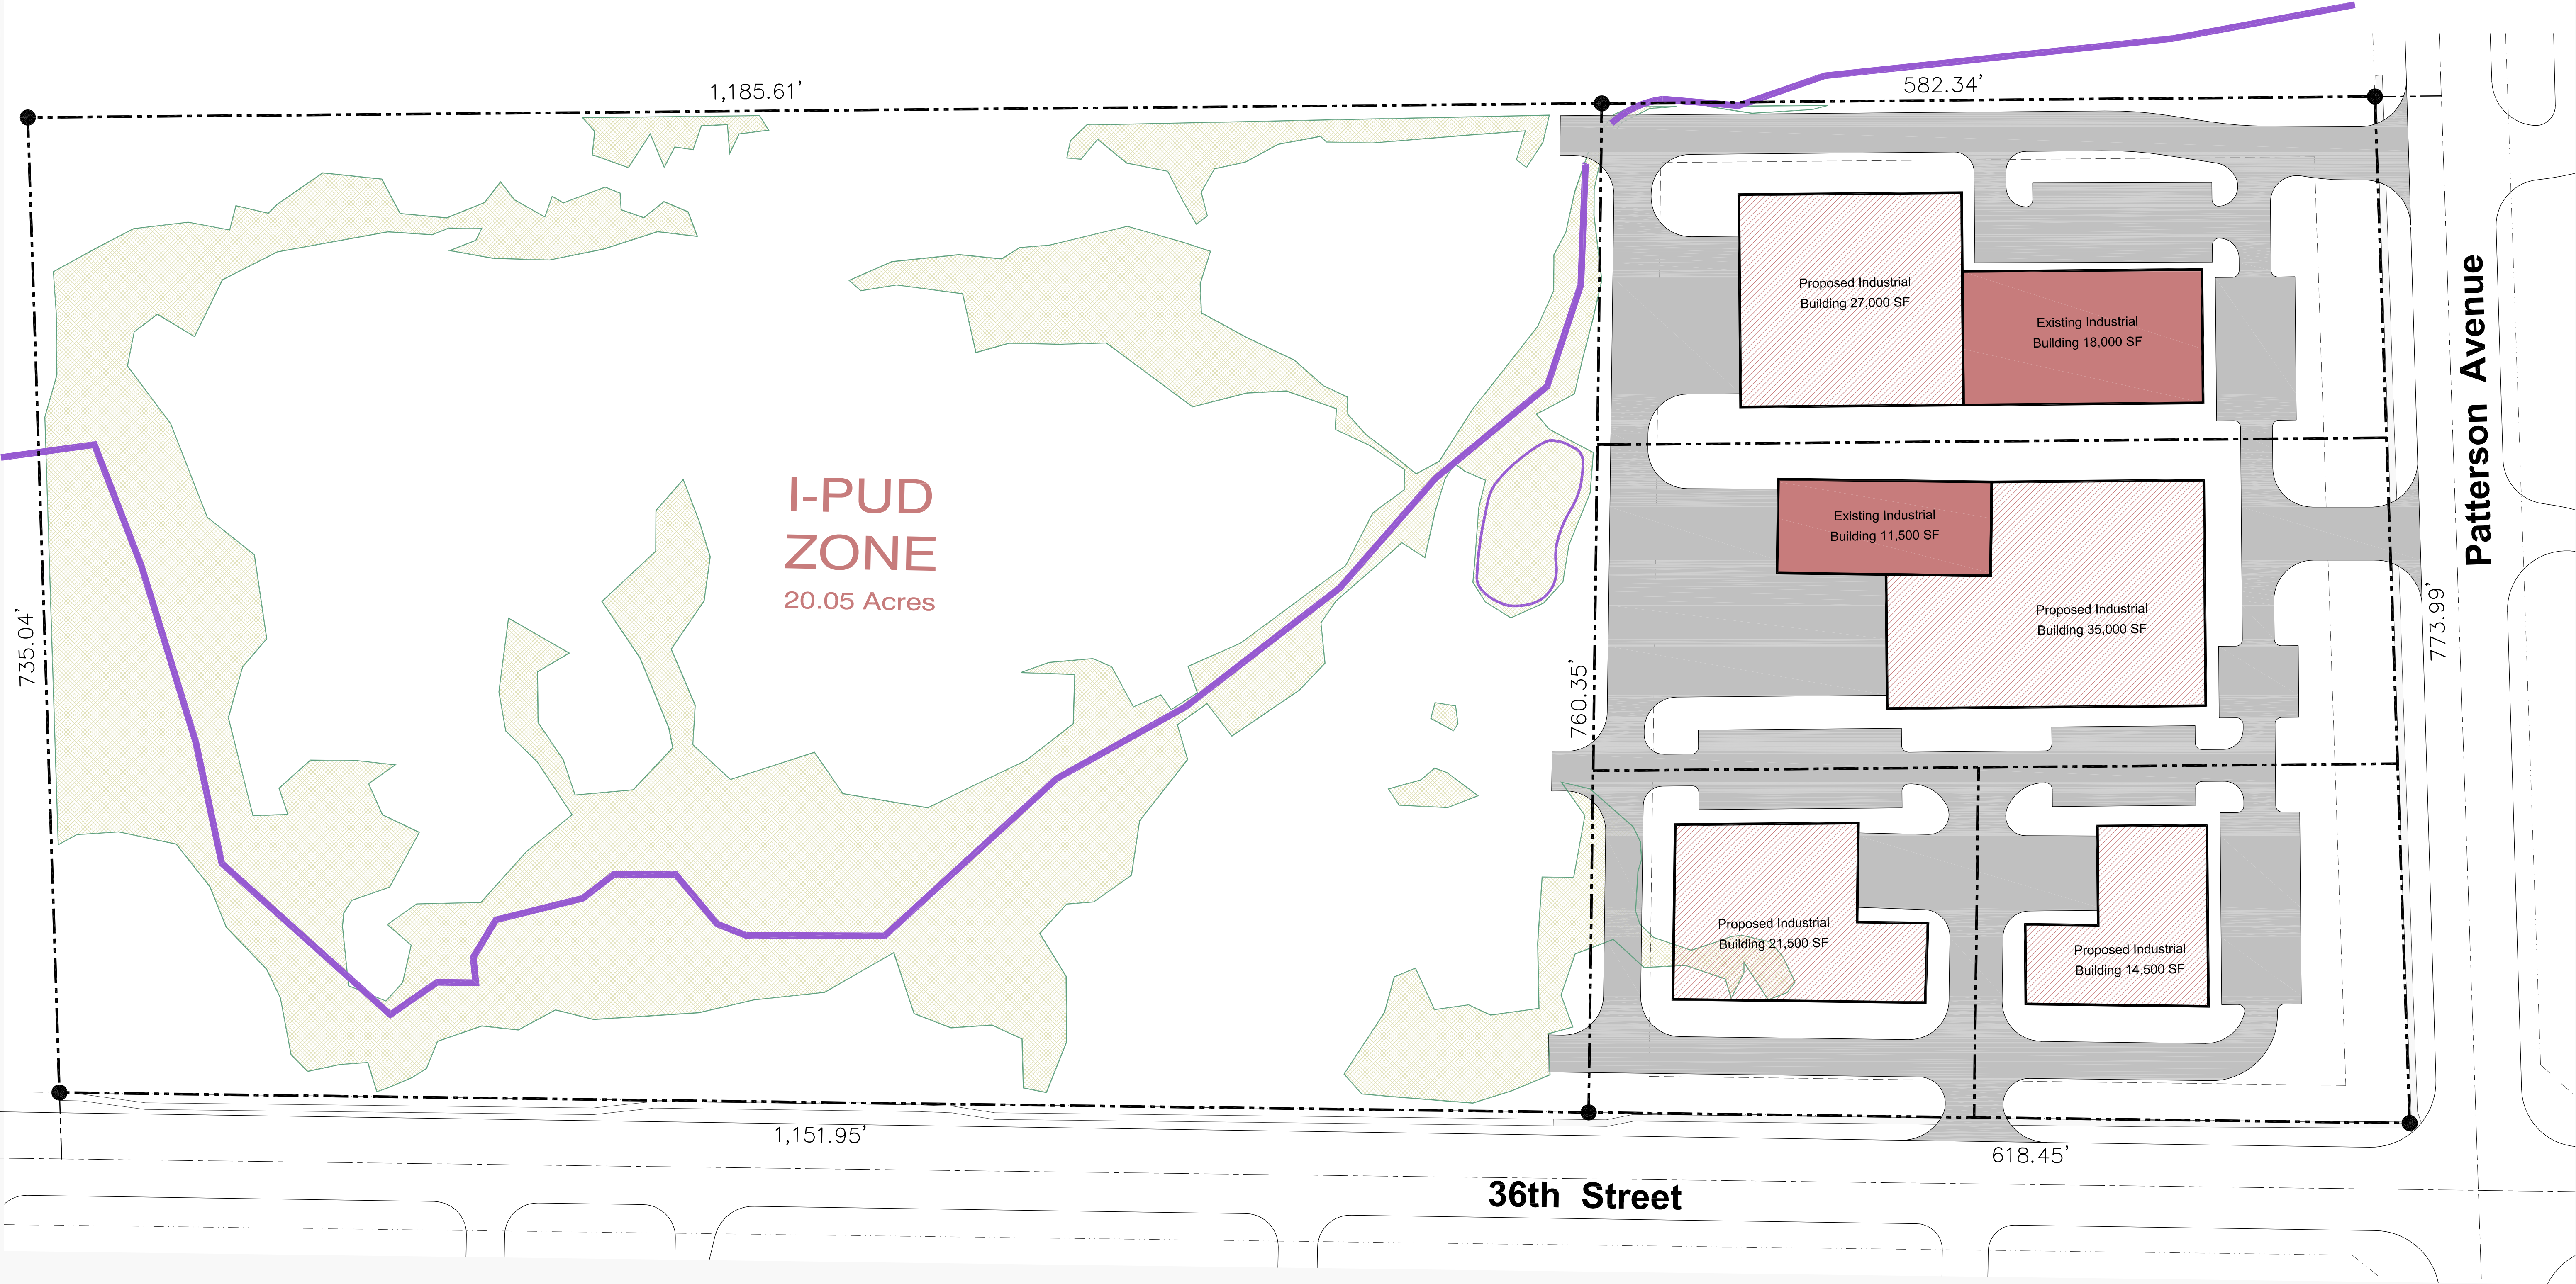 1,185.61’
582.34’
Proposed Industrial
Building 27,000 SF
Existing Industrial
Building 18,000 SF
Patterson Avenue
I-PUD
ZONE
20.05 Acres
Existing Industrial
Building 11,500 SF
Proposed Industrial
Building 35,000 SF
735.04’
760.35’
773.99’
Proposed Industrial
Building 21,500 SF
Proposed Industrial
Building 14,500 SF
1,151.95’
618.45’
36th Street